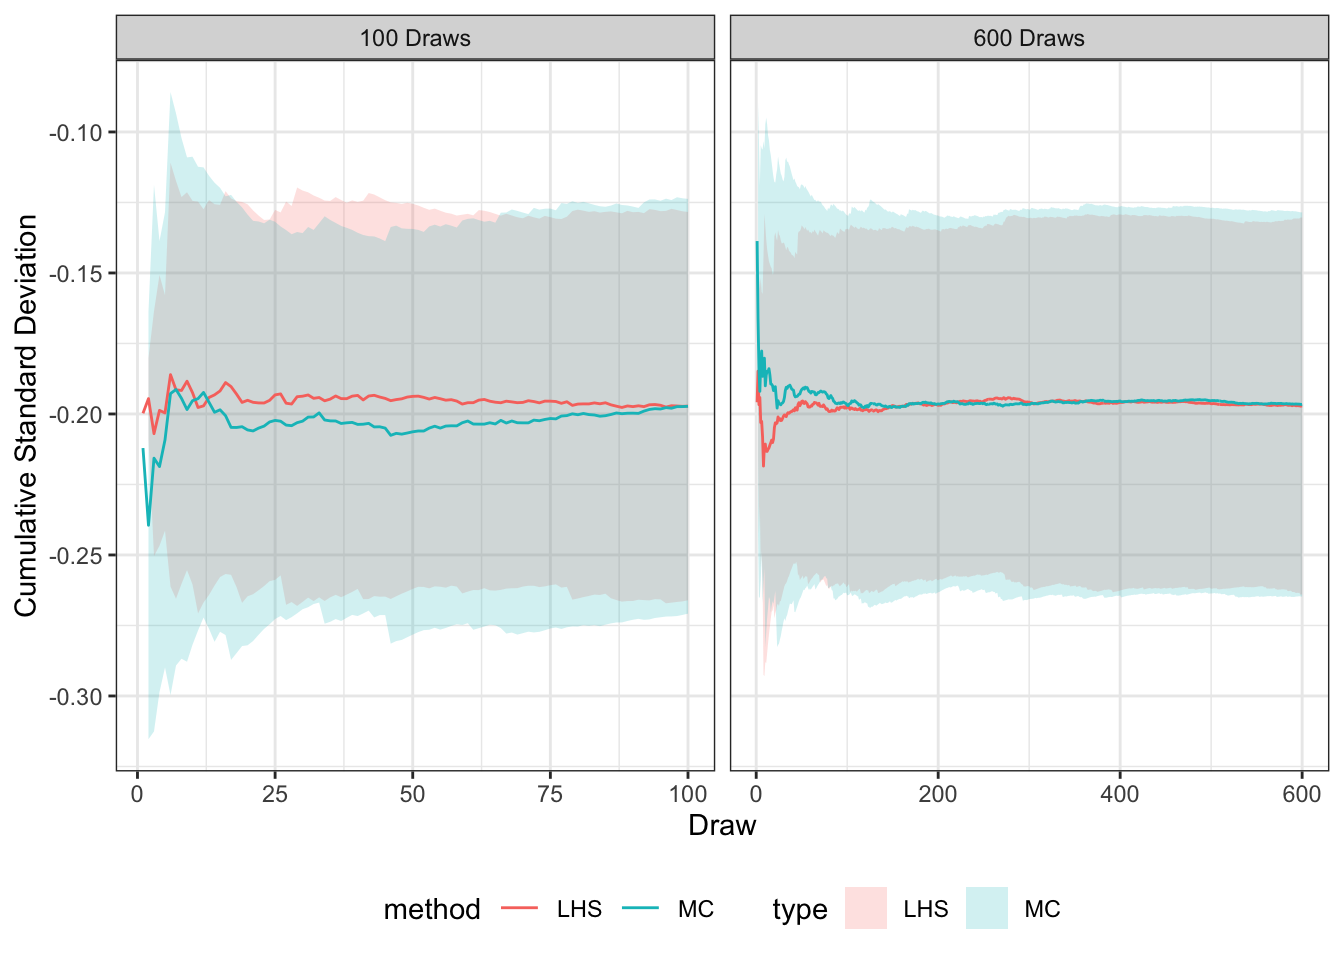 100 Draws
600 Draws
Cumulative Standard Deviation
-0.10
-0.15
-0.20
-0.25
-0.30
0 25 50 75 100
0 200 400 600
Draw
method LHS MC type LHS MC